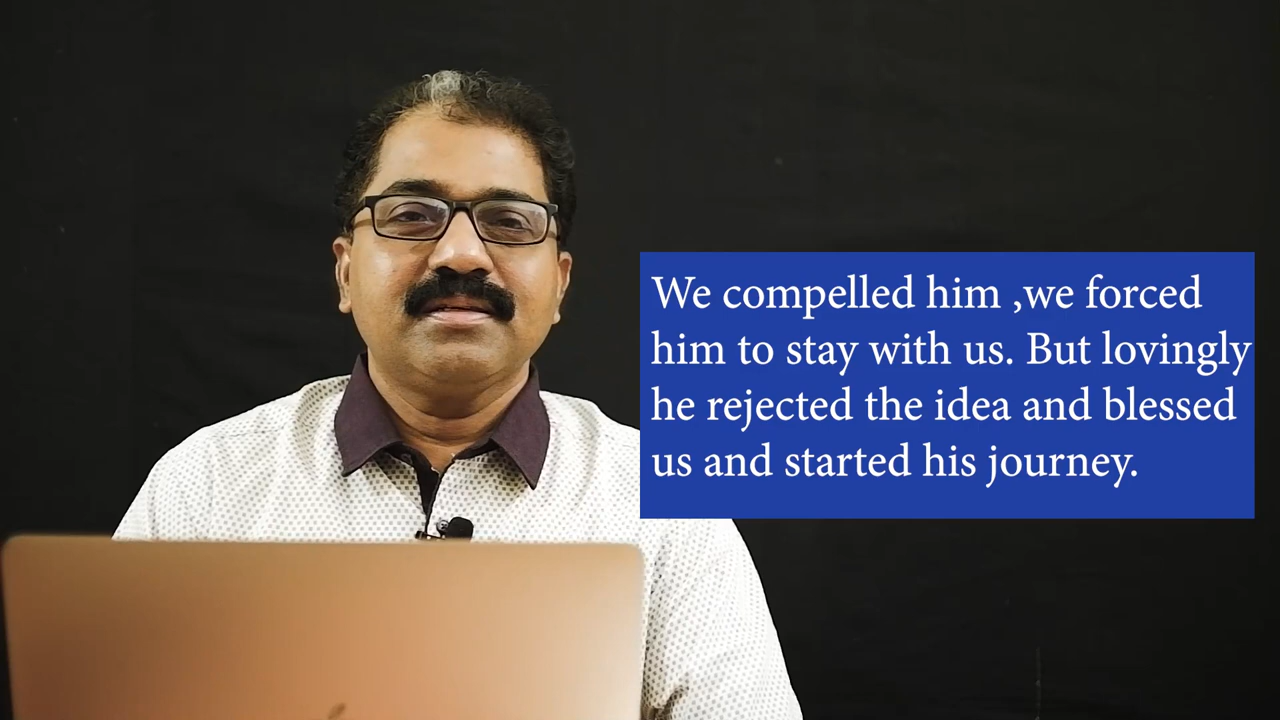 We compelled him ,we forced
him to stay with us. But lovingly
he rejected the idea and blessed
us and started his journey.